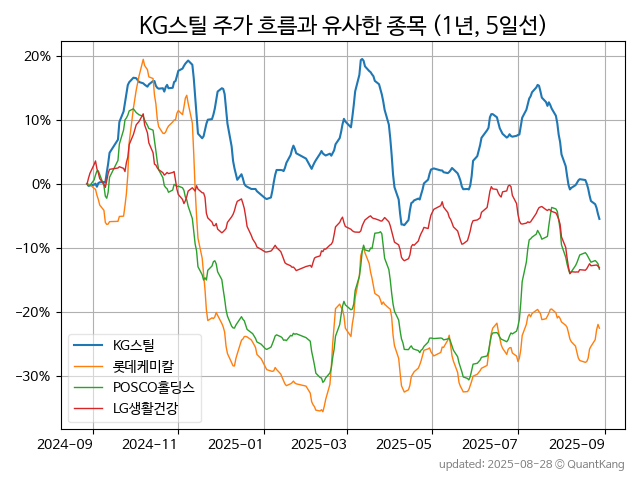 KG스틸 주가 흐름과 유사한 종목 (1년, 5일선)
20%
10%
0%
−10%
−20%
−30%
KG스틸
롯데케미칼
POSCO홀딩스
LG생활건강
2024-09 2024-11 2025-01 2025-03 2025-05 2025-07 2025-09
updated: 2025-08-28 © QuantKang